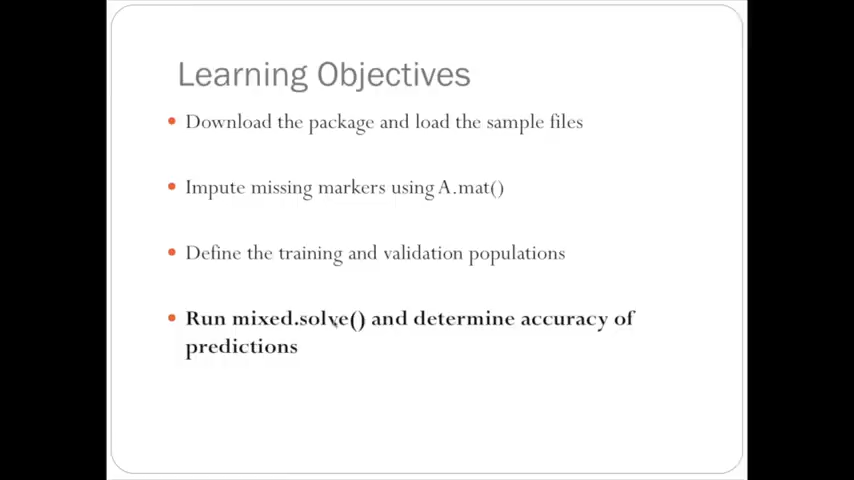 Learning Objectives
Download the package and load the sample files
Impute missing markers using A.mat()
Define the training and validation populations
Run mixed.solve() and determine accuracy of
predictions